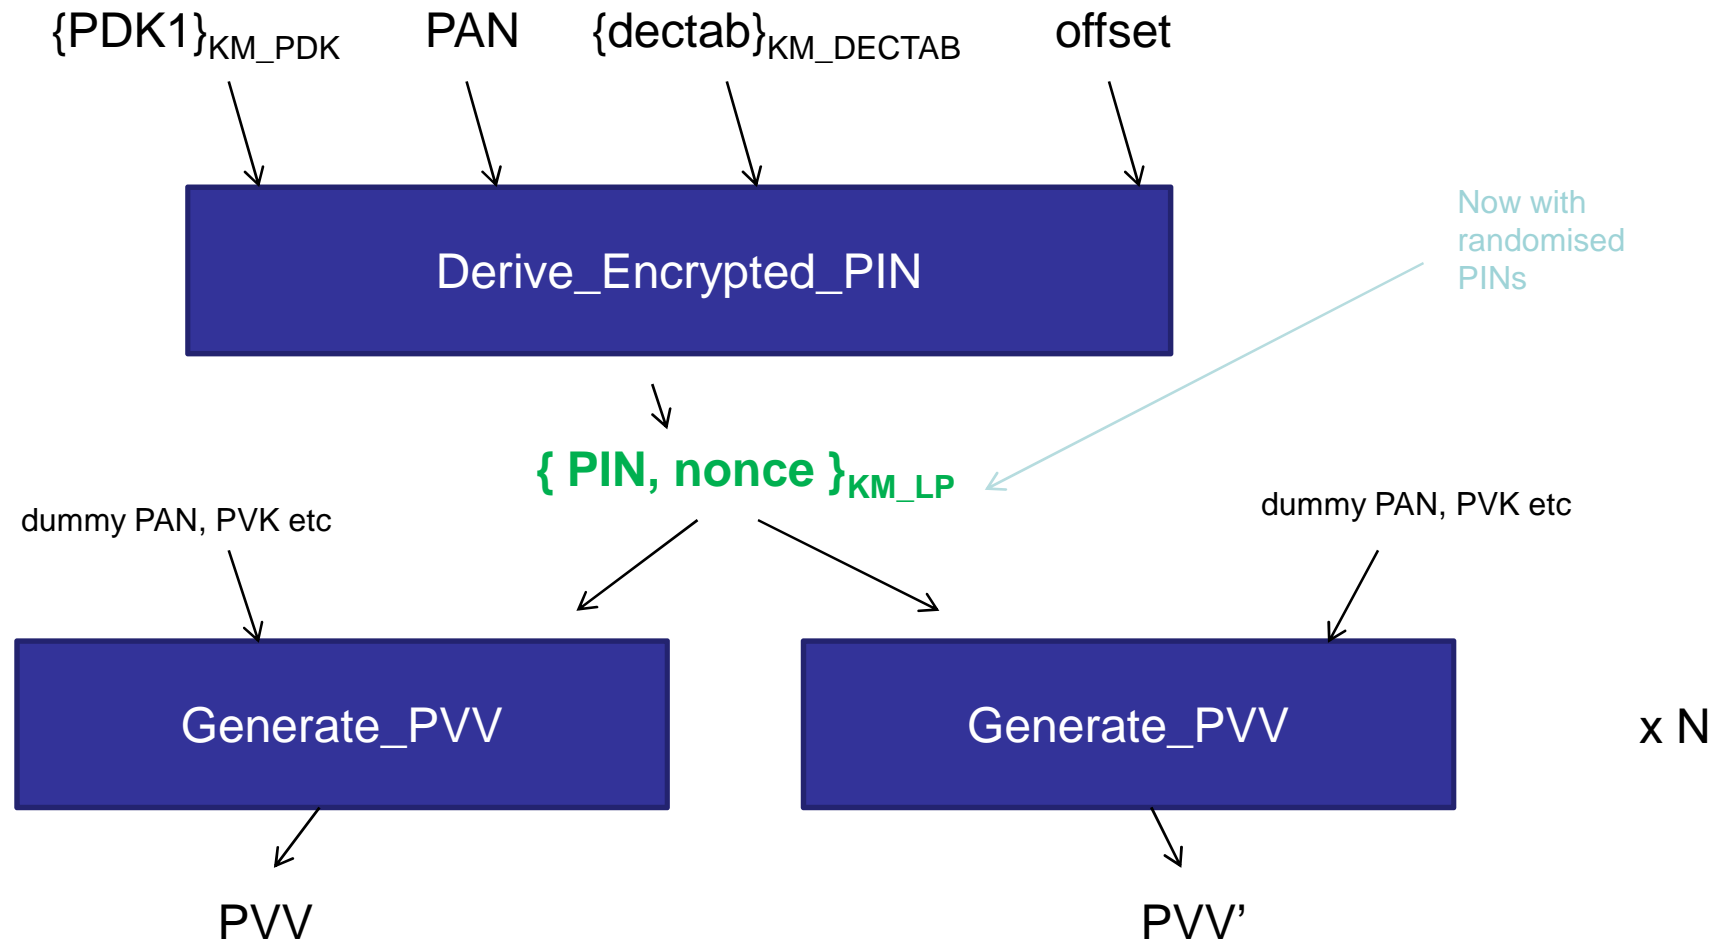 {PDK1}KM_PDK PAN {dectab}KM_DECTAB offset
Derive_Encrypted_PIN
Now with
randomised
PINs
{ PIN, nonce }KM_LP
dummy PAN, PVK etc
dummy PAN, PVK etc
Generate_PVV
Generate_PVV
x N
PVV
PVV’